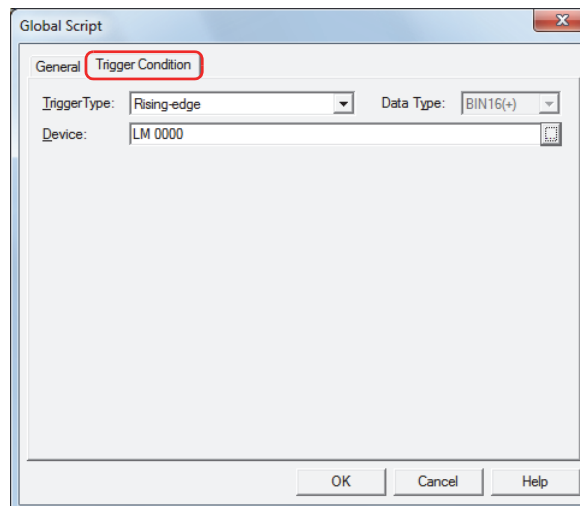 Global Script
General Trigger Condition
TriggerType: Rising-edge Data Type: BIN16(+)
Device: LM 0000
OK Cancel Help